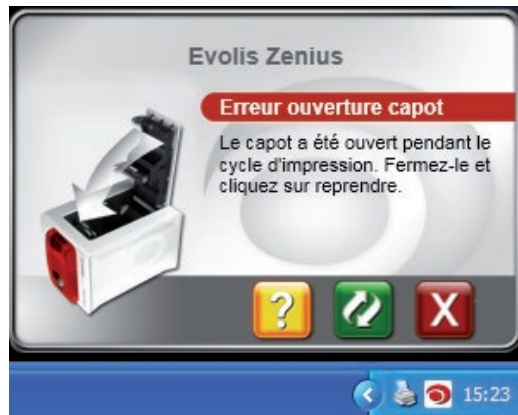 Evolis Zenius
Erreur ouverture capot
Le capot a été ouvert pendant le
cycle d'impression. Fermez-le et
cliquez sur reprendre.
?
X
15:23